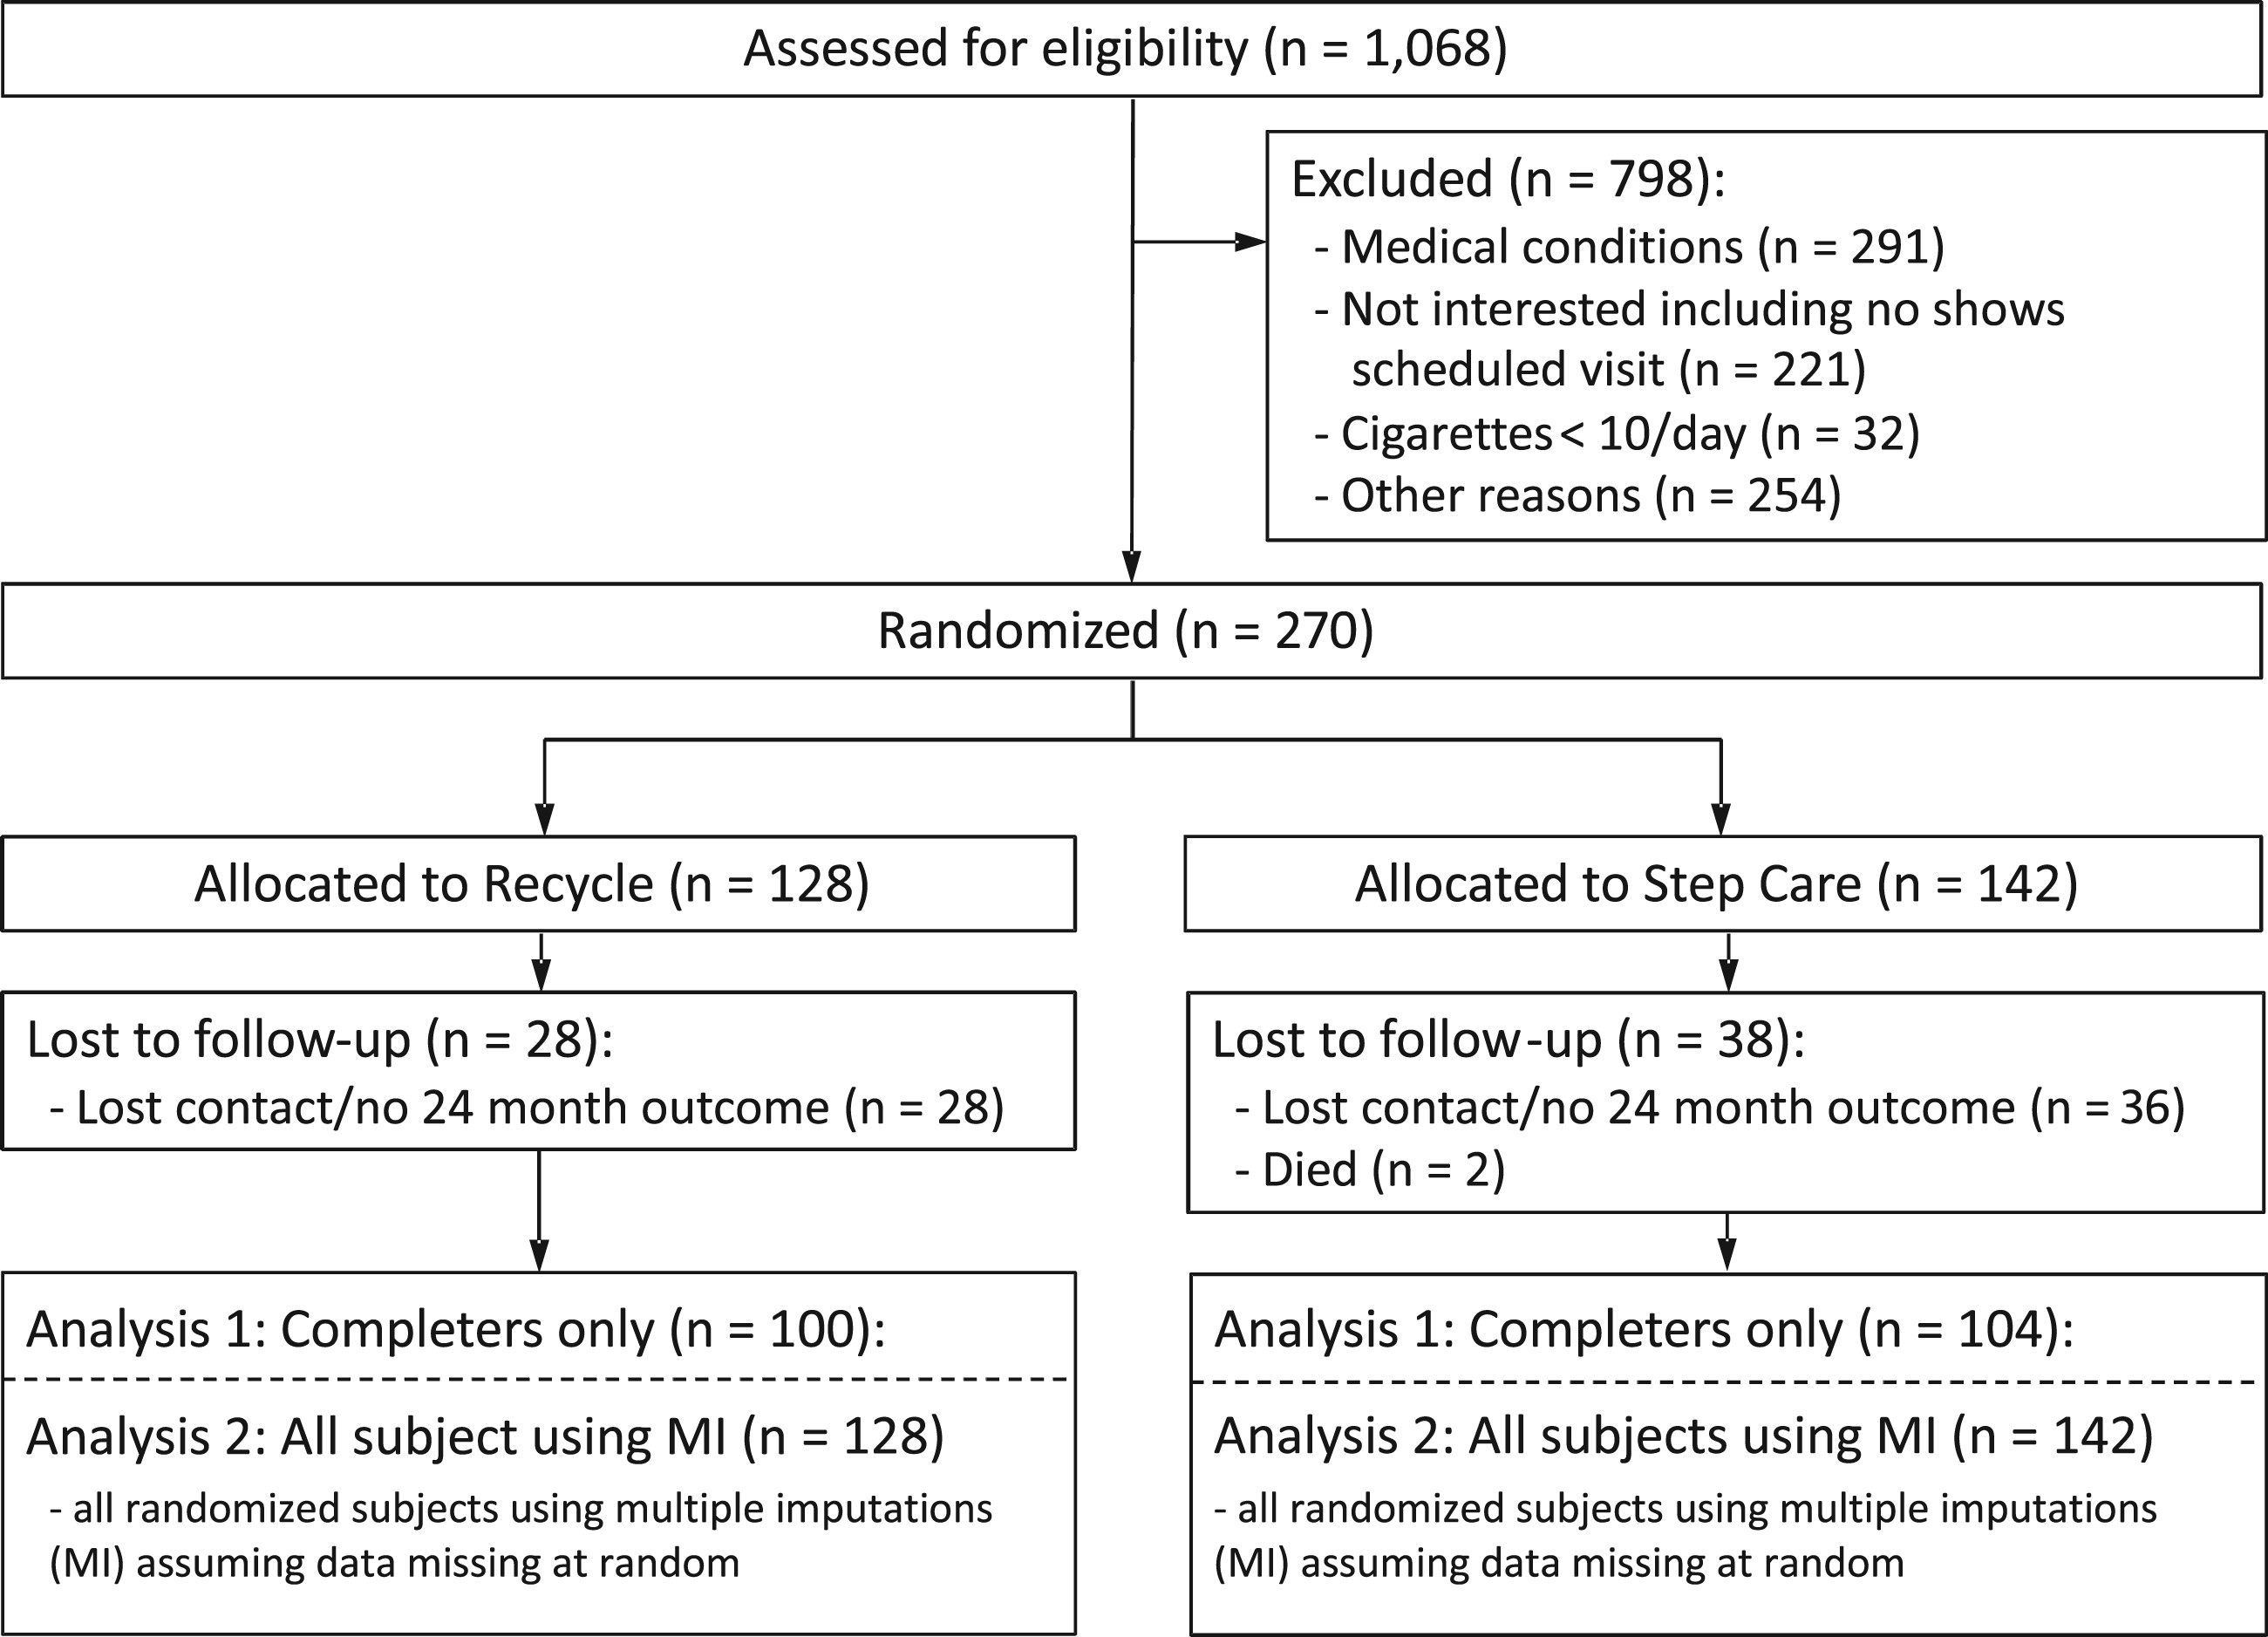 Assessed for eligibility (n = 1,068)
Excluded (n = 798):
- Medical conditions (n = 291)
- Not interested including no shows
scheduled visit (n = 221)
- Cigarettes < 10/day (n = 32)
- Other reasons (n = 254)
Randomized (n = 270)
Allocated to Recycle (n = 128)
Lost to follow-up (n = 28):
- Lost contact/no 24 month outcome (n = 28)
Analysis 1: Completers only (n = 100):
Analysis 2: All subject using MI (n = 128)
- all randomized subjects using multiple imputations
(MI) assuming data missing at random
Allocated to Step Care (n = 142)
Lost to follow-up (n = 38):
- Lost contact/no 24 month outcome (n = 36)
- Died (n = 2)
Analysis 1: Completers only (n = 104):
Analysis 2: All subjects using MI (n = 142)
- all randomized subjects using multiple imputations
(MI) assuming data missing at random